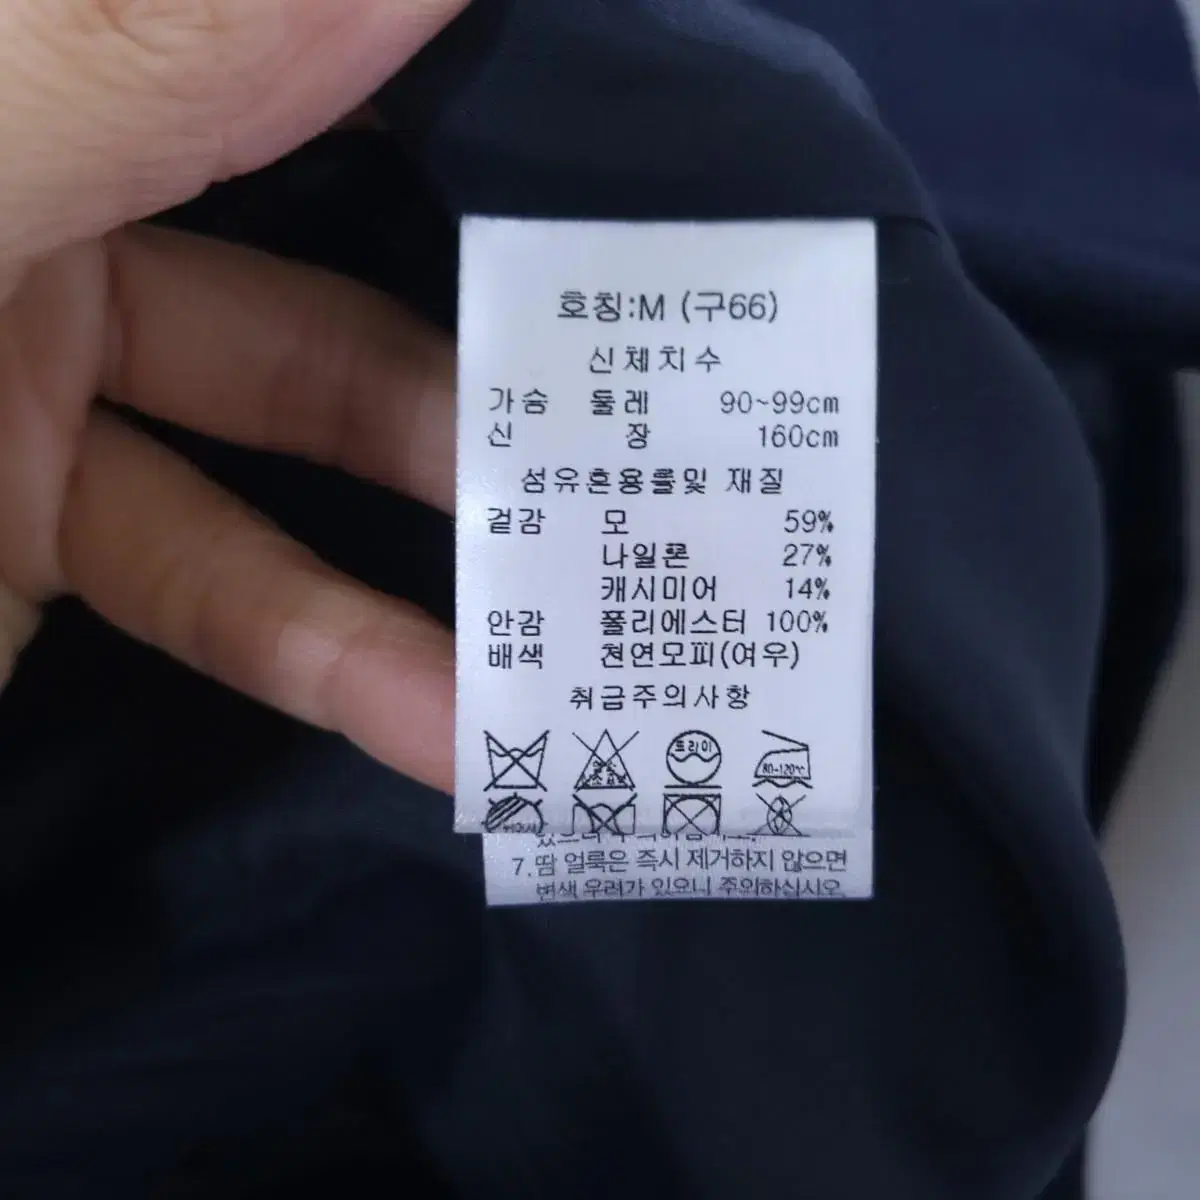 호칭:M (구66)
신체치수
가슴 둘레 90~99cm
신 장 160cm
섬유혼용률및 재질
겉감 모 59%
나일론 27%
캐시미어 14%
안감 폴리에스터 100%
배색 천연모피(여우)
취급주의사항
드라이
80-120℃
7. 땀 얼룩은 즉시 제거하지 않으면
변색 우려가 있으니 주의하십시오.